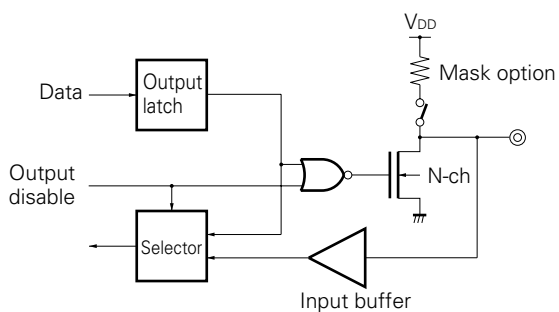 VDD
Mask option
Output
latch
Data
Output
disable
N-ch
Selector
Input buffer